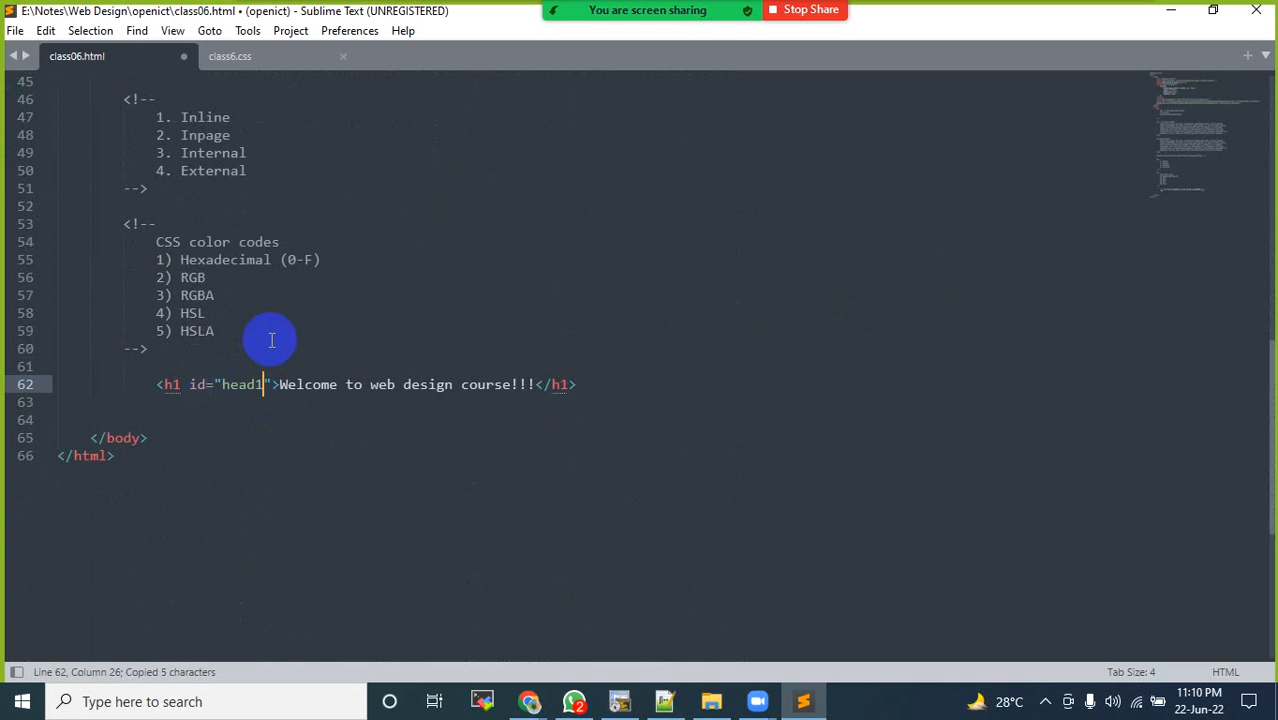 E:\Notes\Web Design\openict\class06.html • (openict) - Sublime Text (UNREGISTERED)
You are screen sharing
Stop Share
File Edit Selection Find View Goto Tools Project Preferences Help
class06.html
class6.css
45
46 <!--
47 1. Inline
48 2. Inpage
49 3. Internal
50 4. External
51 -->
52
53 <!--
54 CSS color codes
55 1) Hexadecimal (0-F)
56 2) RGB
57 3) RGBA
58 4) HSL
59 5) HSLA
60 -->
61
62 <h1 id="head1">Welcome to web design course!!!</h1>
63
64
65 </body>
66 </html>
Line 62, Column 26; Copied 5 characters
Tab Size: 4
HTML
Type here to search
2
28°C
11:10 PM
22-Jun-22